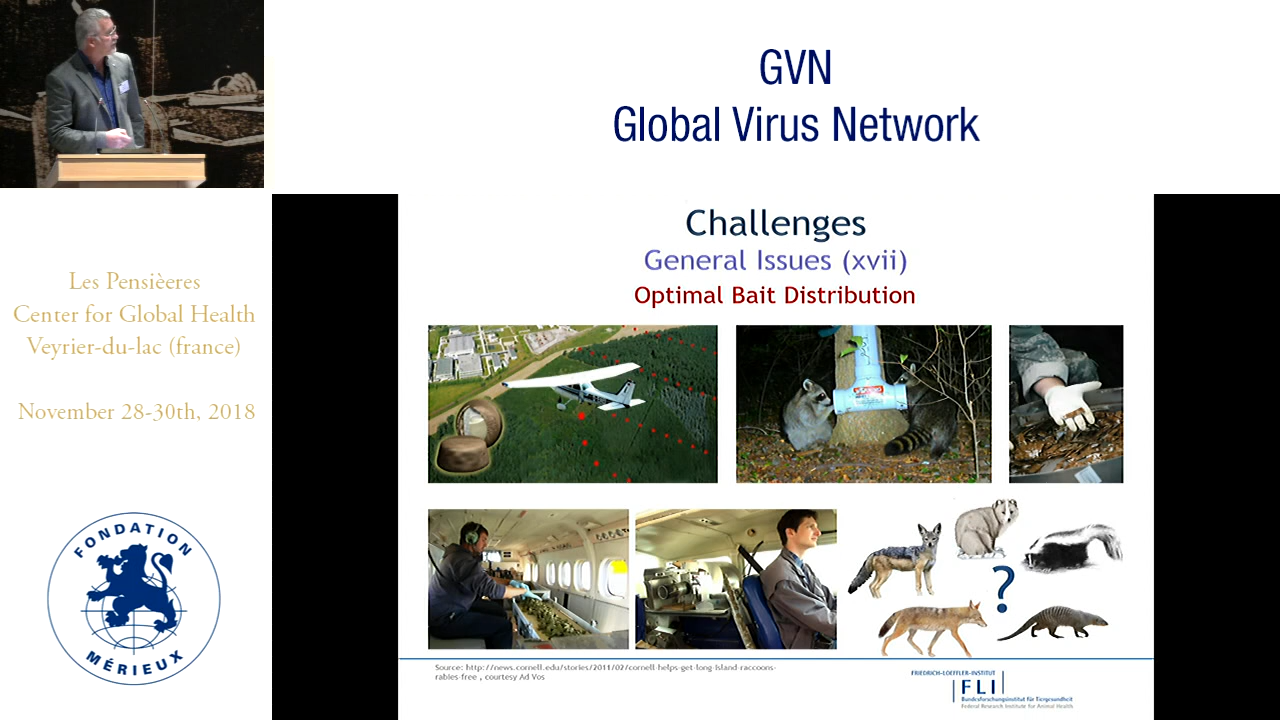 GVN
Global Virus Network
Les Pensièeres
Center for Global Health
Veyrier-du-lac (france)
November 28-30th, 2018
FONDATION
MÉRIEUX
Challenges
General Issues (xvii)
Optimal Bait Distribution
?
Source: http://news.cornell.edu/stories/2011/02/cornell-helps-get-long-island-raccoons-
rabies-free , courtesy Ad Vos
FRIEDRICH-LOEFFLER-INSTITUT
FLI
Bundesforschungsinstitut für Tiergesundheit
Federal Research Institute for Animal Health